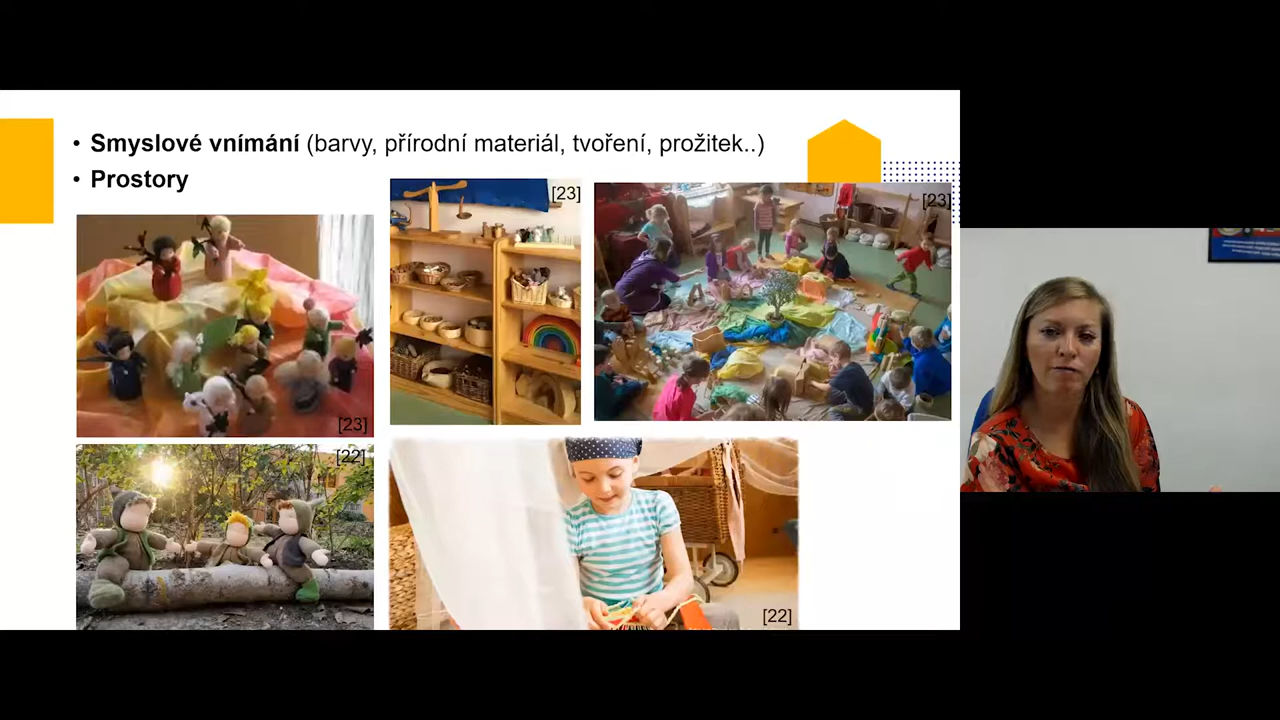 • Smyslové vnímání (barvy, přírodní materiál, tvoření, prožitek..)
• Prostory
[23]
[23]
[23]
[22]
[22]